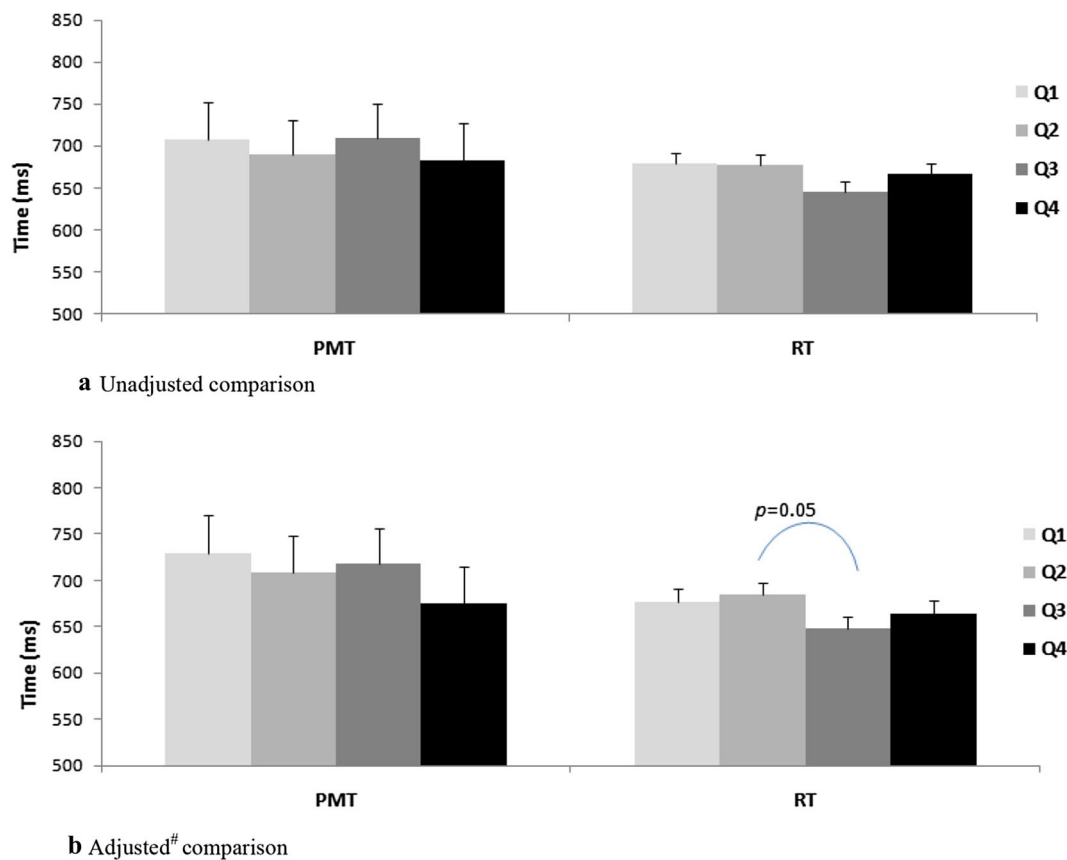 850
800
750
700
650
600
550
500
Time (ms)
PMT
RT
Q1
Q2
Q3
Q4
a Unadjusted comparison
850
800
750
700
650
600
550
500
Time (ms)
p=0.05
PMT
RT
Q1
Q2
Q3
Q4
b Adjusted# comparison